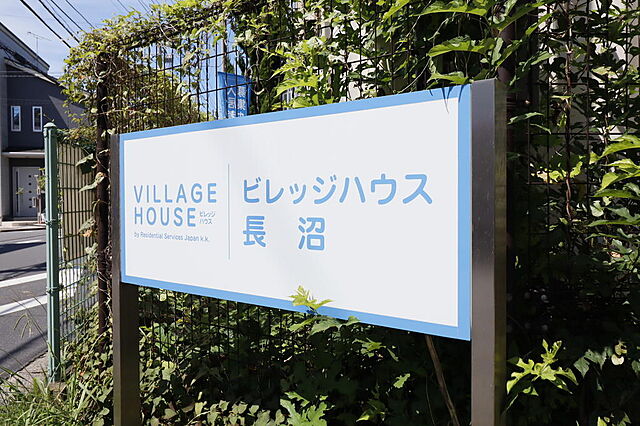 VILLAGE
HOUSE ビレッジ
ハウス
by Residential Services Japan k.k.
ビレッジハウス
長沼